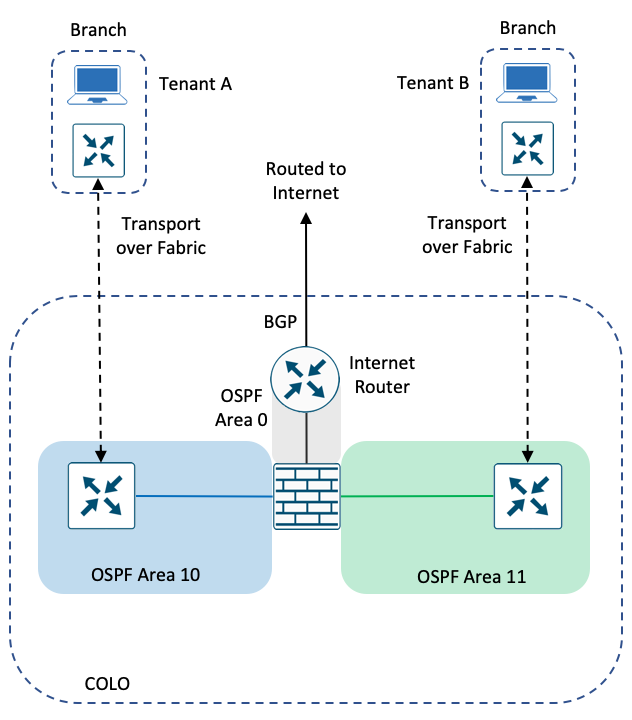 Branch
Branch
Tenant A
Tenant B
Routed to
Internet
Transport
over Fabric
Transport
over Fabric
BGP
Internet
Router
OSPF
Area 0
OSPF Area 10
OSPF Area 11
COLO